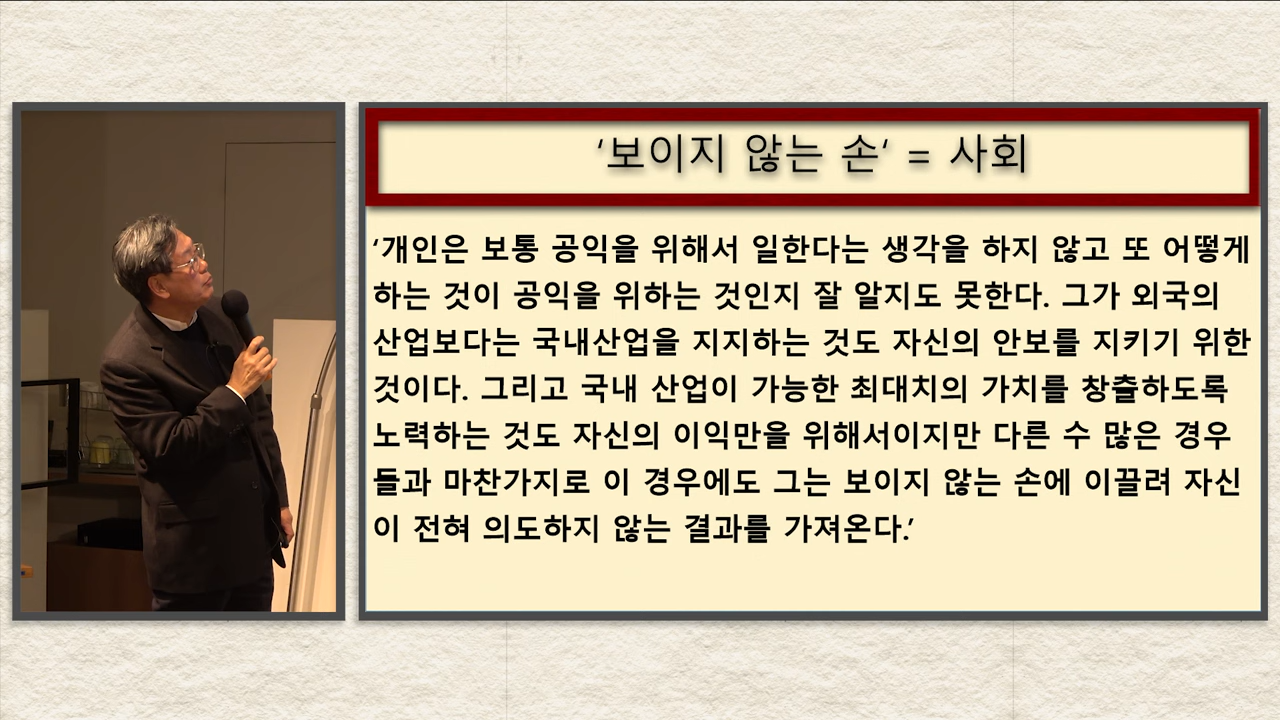 ‘보이지 않는 손‘ = 사회
‘개인은 보통 공익을 위해서 일한다는 생각을 하지 않고 또 어떻게
하는 것이 공익을 위하는 것인지 잘 알지도 못한다. 그가 외국의
산업보다는 국내산업을 지지하는 것도 자신의 안보를 지키기 위한
것이다. 그리고 국내 산업이 가능한 최대치의 가치를 창출하도록
노력하는 것도 자신의 이익만을 위해서이지만 다른 수 많은 경우
들과 마찬가지로 이 경우에도 그는 보이지 않는 손에 이끌려 자신
이 전혀 의도하지 않는 결과를 가져온다.’